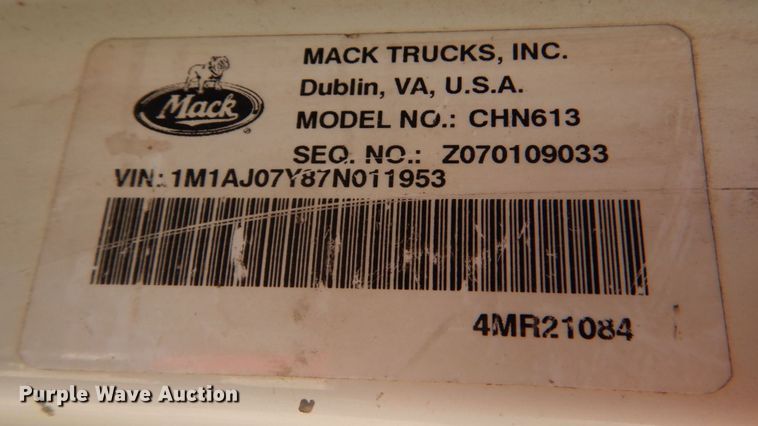 Mack
MACK TRUCKS, INC.
Dublin, VA, U.S.A.
MODEL NO.: CHN613
SEQ. NO.: Z070109033
VIN: 1M1AJ07Y87N011953
4MR21084
Purple Wave Auction